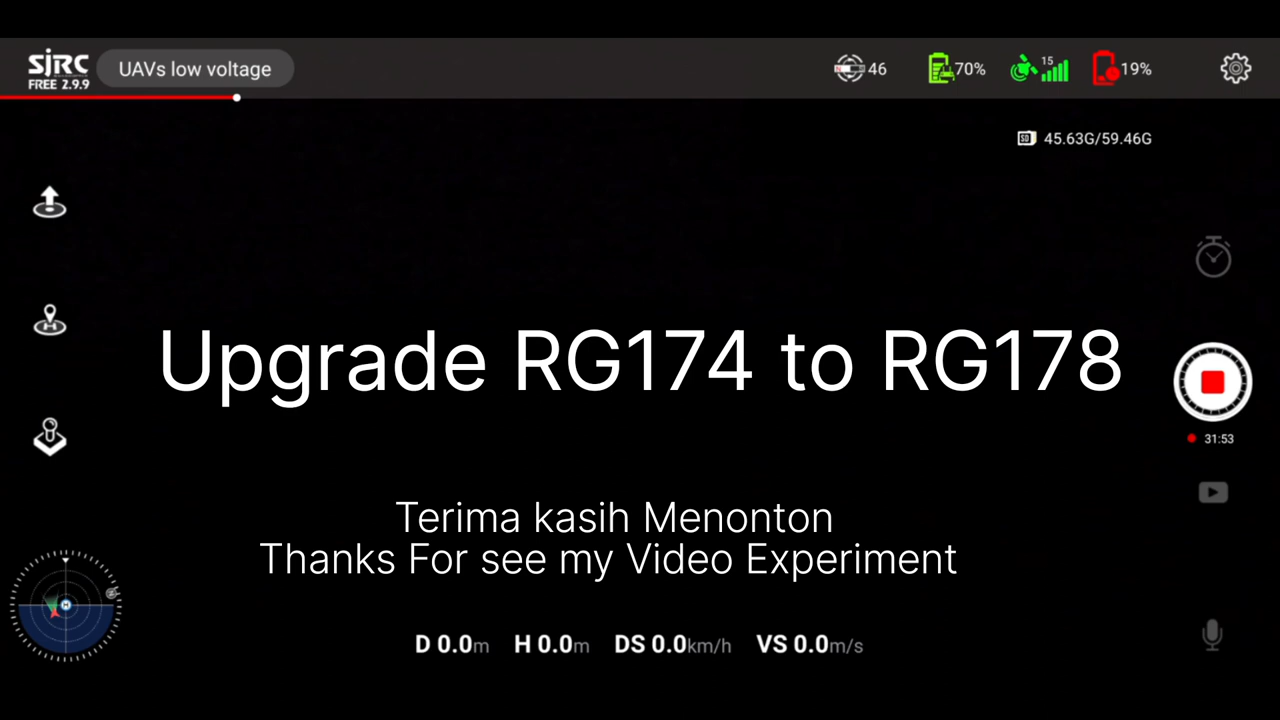 SJRC
FREE 2.9.9
UAVs low voltage
46
70%
15
19%
SD
45.63G/59.46G
Upgrade RG174 to RG178
31:53
Terima kasih Menonton
Thanks For see my Video Experiment
H
D 0.0m H 0.0m DS 0.0km/h VS 0.0m/s